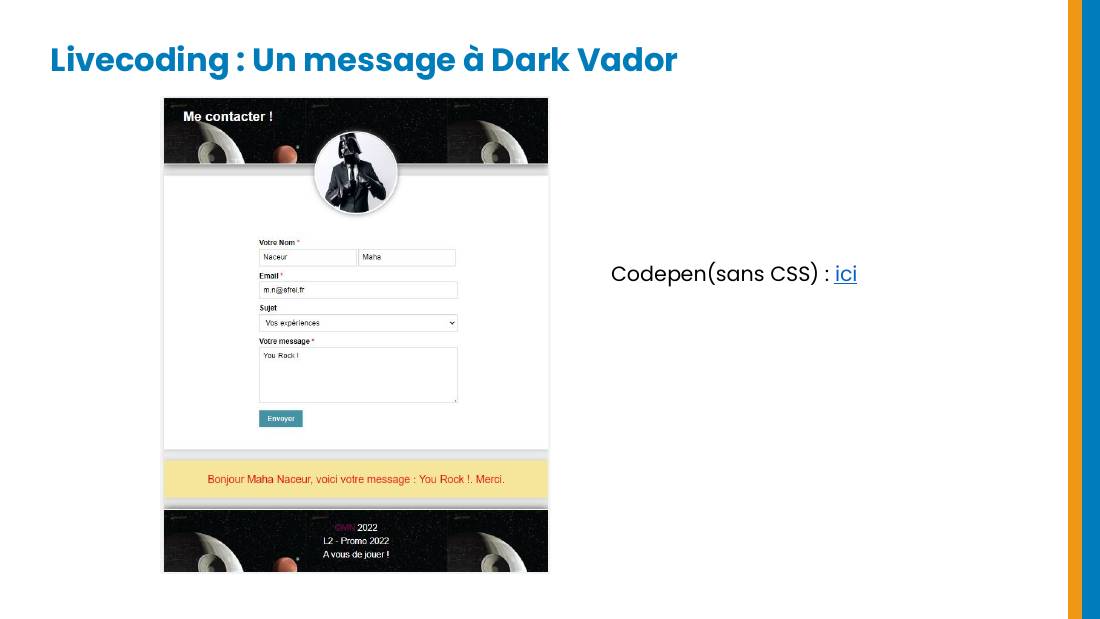 Livecoding : Un message à Dark Vador
Me contacter !
Votre Nom *
Naceur Maha
Email *
m.n@efrei.fr
Sujet
Vos expériences
Votre message *
You Rock !
Envoyer
Bonjour Maha Naceur, voici votre message : You Rock !. Merci.
©MN 2022
L2 - Promo 2022
A vous de jouer !
Codepen(sans CSS) : ici